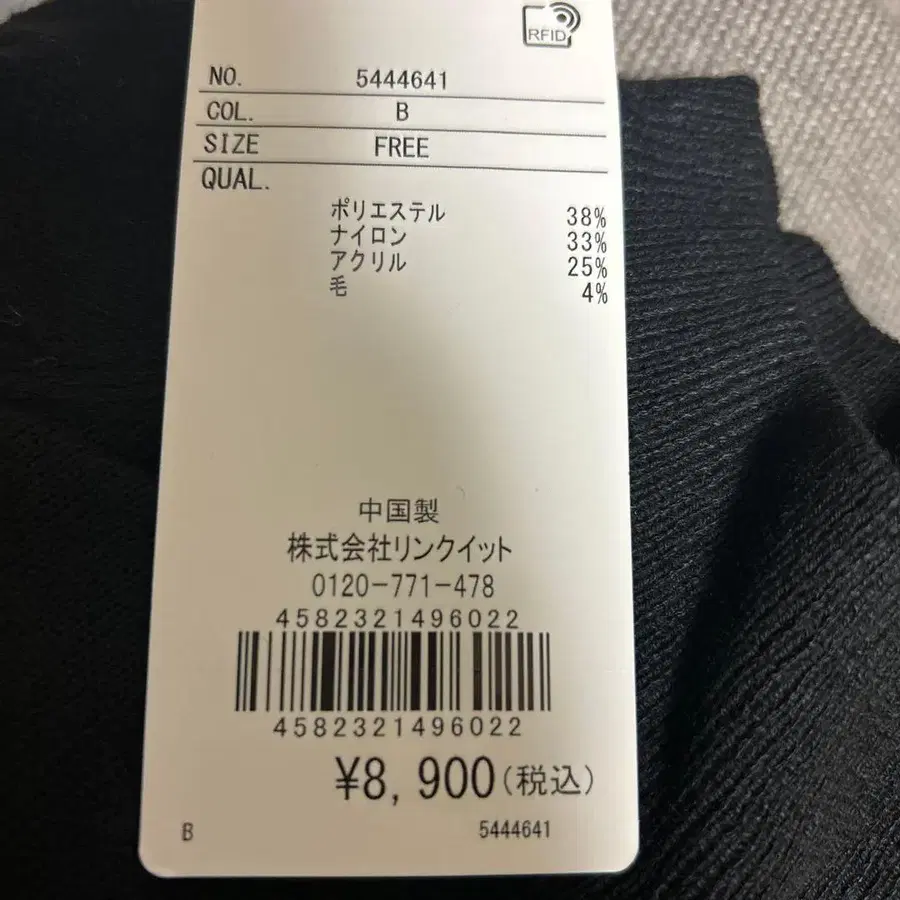 RFID
NO. 5444641
COL. B
SIZE FREE
QUAL.
ポリエステル 38%
ナイロン 33%
アクリル 25%
毛 4%
中国製
株式会社リンクイット
0120-771-478
4582321496022
4582321496022
¥8,900(税込)
B 5444641